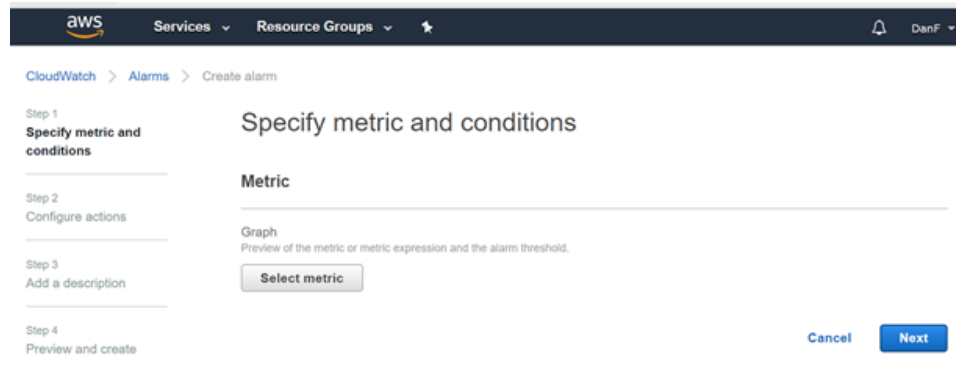 aws Services Resource Groups DanF
CloudWatch > Alarms > Create alarm
Step 1
Specify metric and
conditions
Step 2
Configure actions
Step 3
Add a description
Step 4
Preview and create
Specify metric and conditions
Metric
Graph
Preview of the metric or metric expression and the alarm threshold.
Select metric
Cancel Next